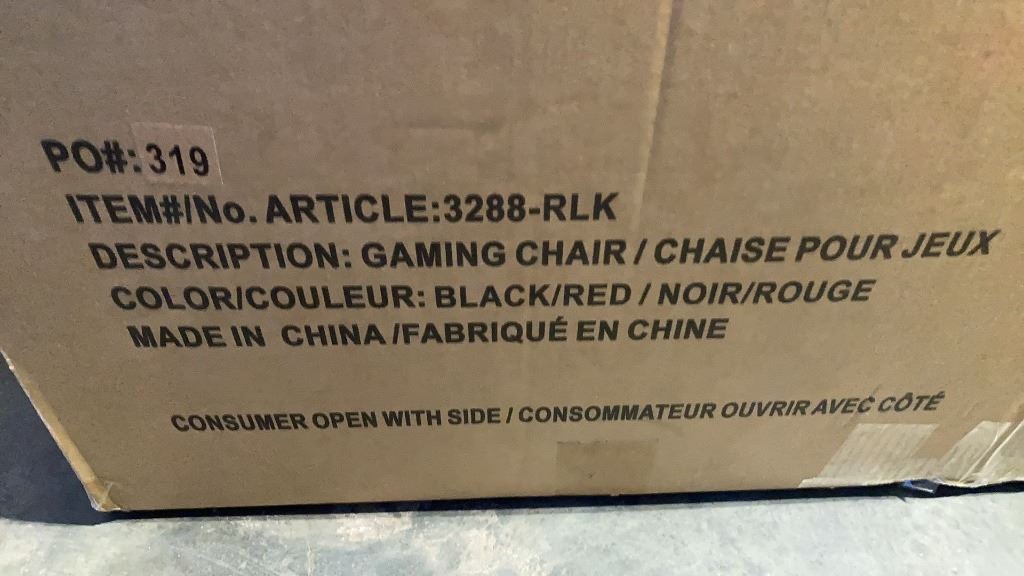 PO#: 319
ITEM#/No. ARTICLE:3288-RLK
DESCRIPTION: GAMING CHAIR / CHAISE POUR JEUX
COLOR/COULEUR: BLACK/RED / NOIR/ROUGE
MADE IN CHINA /FABRIQUÉ EN CHINE
CONSUMER OPEN WITH SIDE / CONSOMMATEUR OUVRIR AVEC CÔTÉ